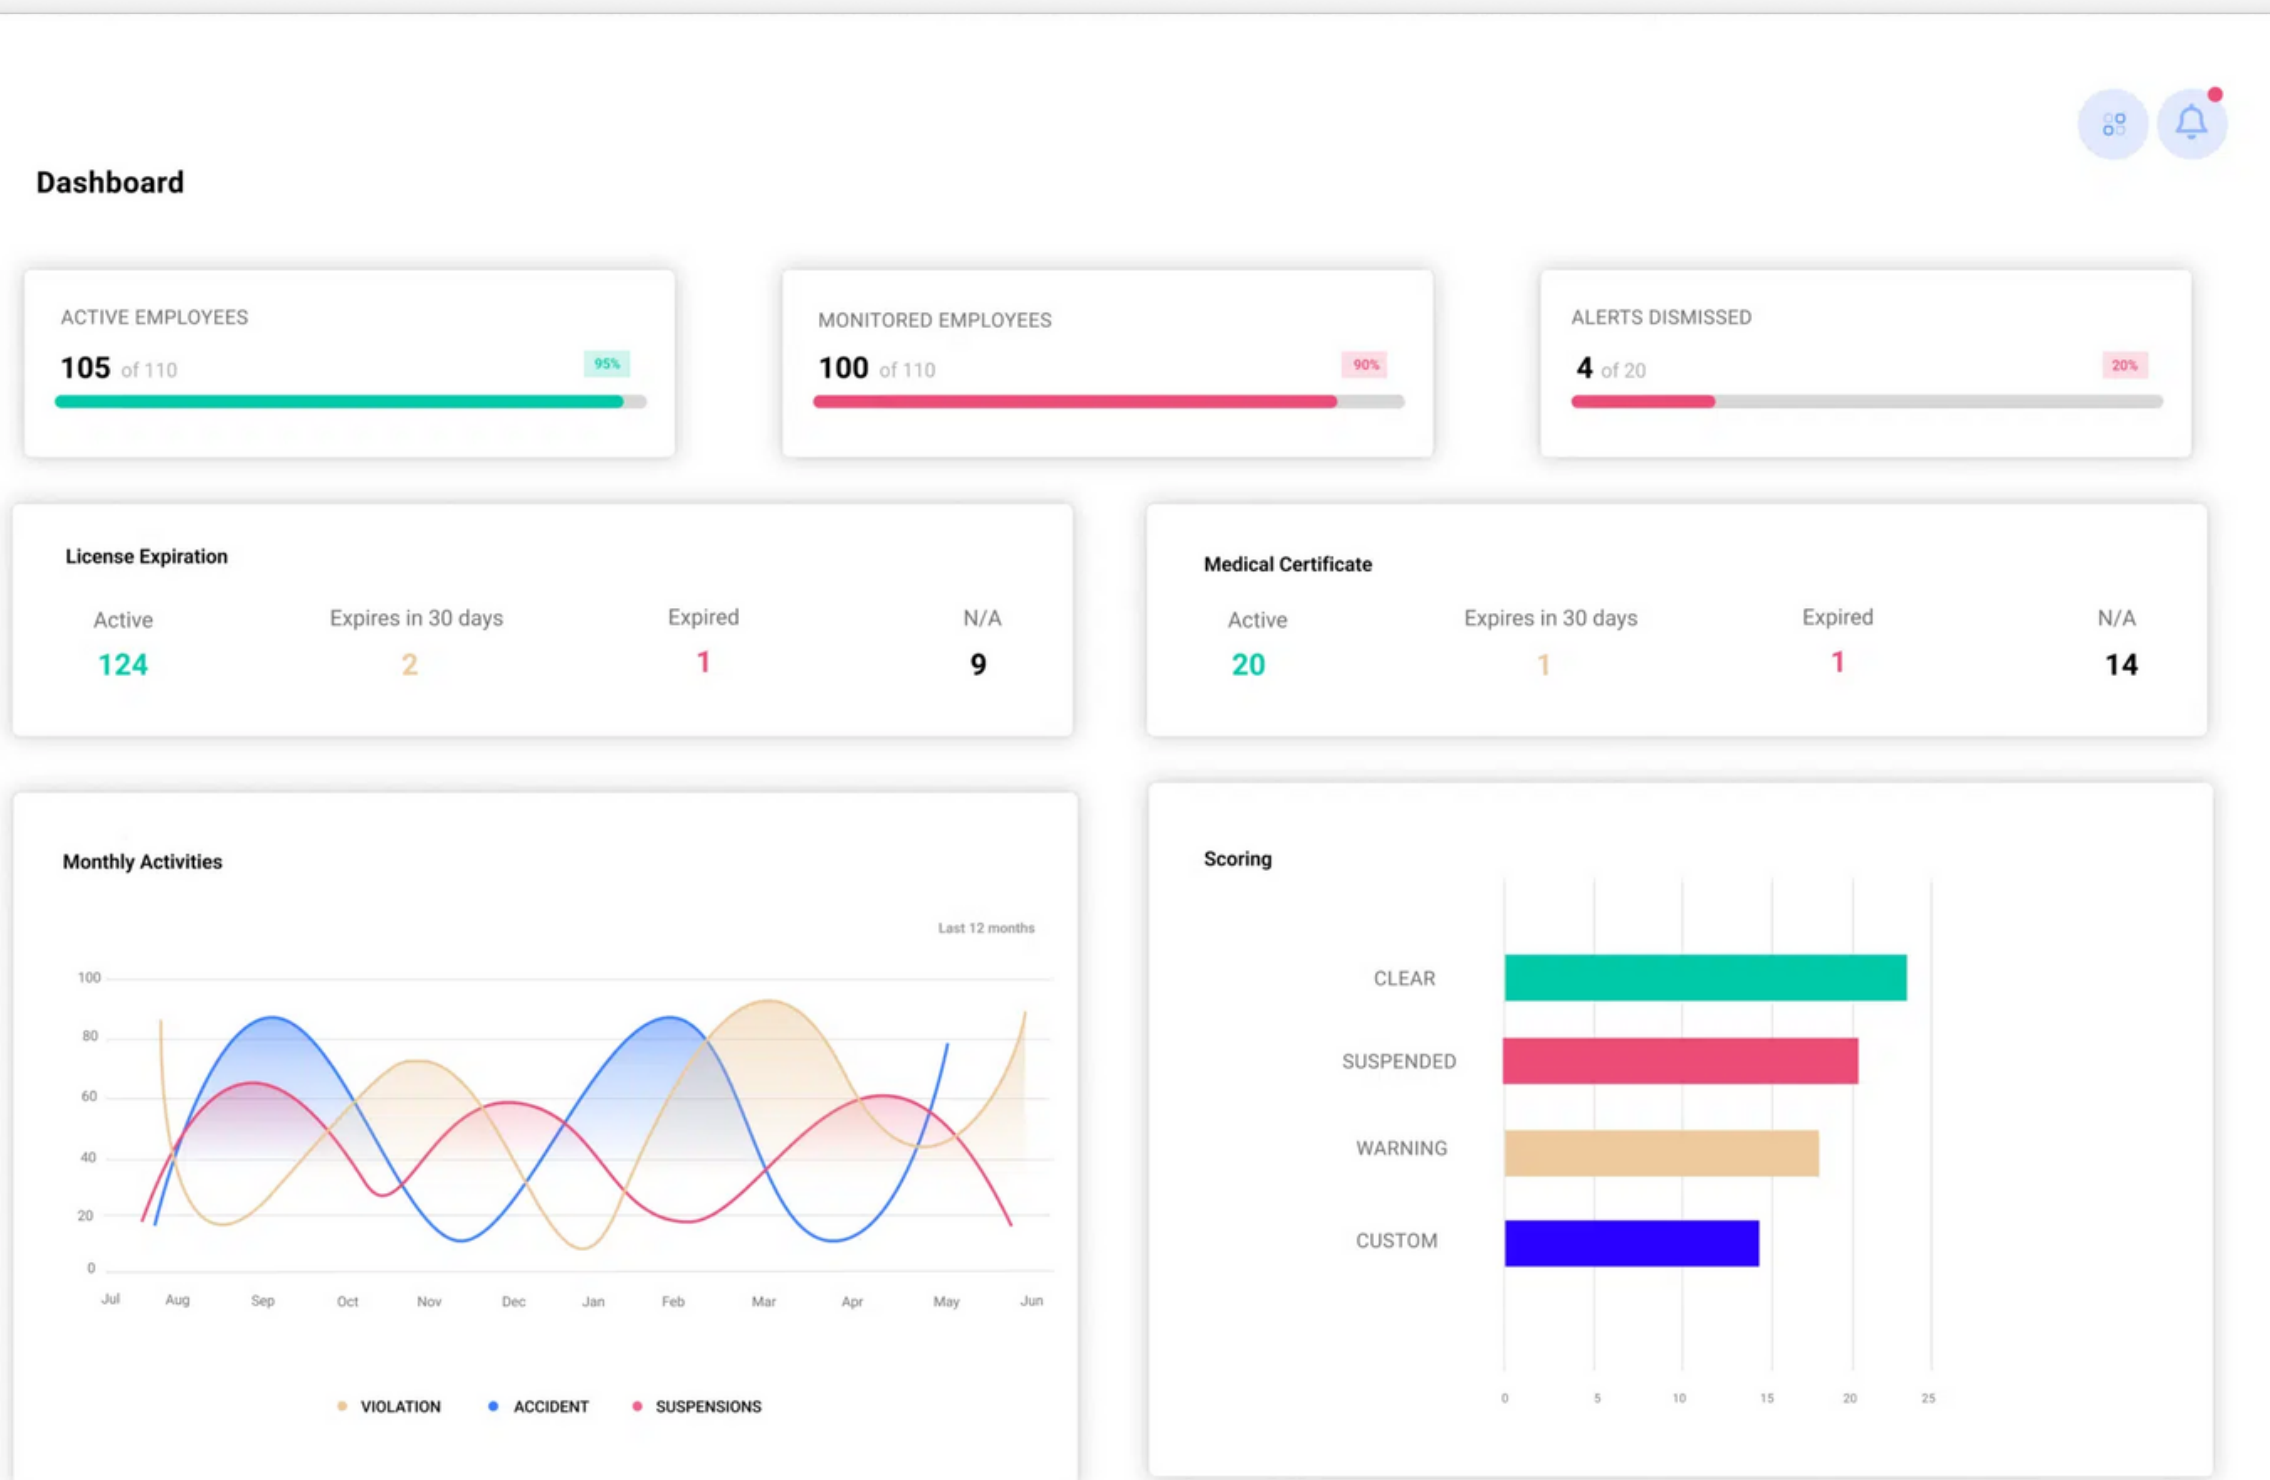 Dashboard
ACTIVE EMPLOYEES
105 of 110
95%
MONITORED EMPLOYEES
100 of 110
90%
ALERTS DISMISSED
4 of 20
20%
License Expiration
Active
Expires in 30 days
Expired
N/A
124
2
1
9
Medical Certificate
Active
Expires in 30 days
Expired
N/A
20
1
1
14
Monthly Activities
Last 12 months
100
80
60
40
20
0
Jul Aug Sep Oct Nov Dec Jan Feb Mar Apr May Jun
VIOLATION ACCIDENT SUSPENSIONS
Scoring
CLEAR
SUSPENDED
WARNING
CUSTOM
0 5 10 15 20 25